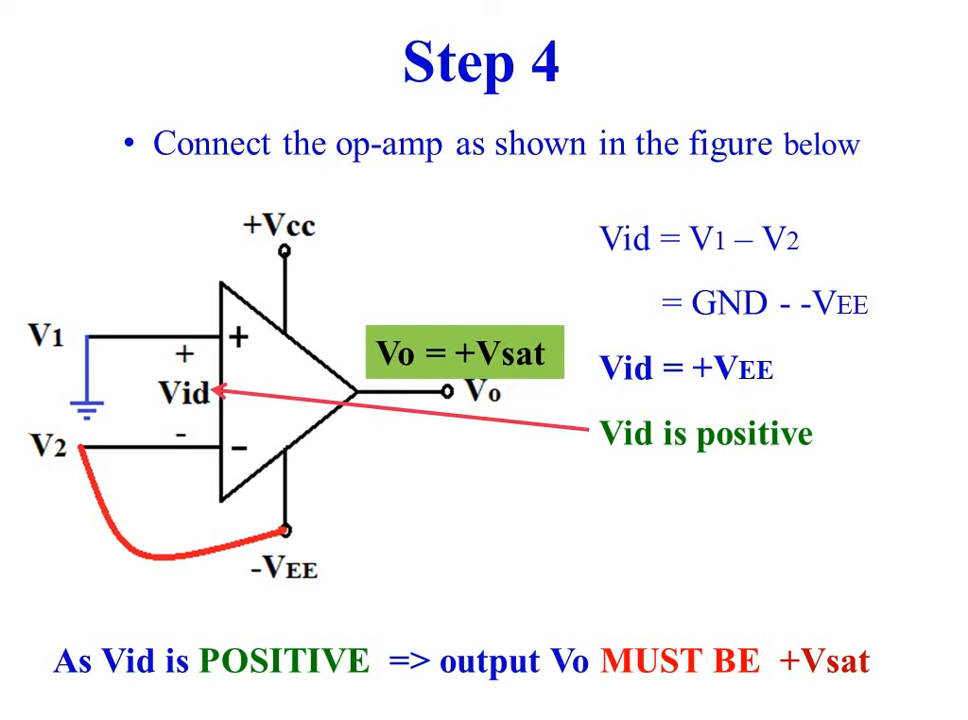 Step 4
• Connect the op-amp as shown in the figure below
+Vcc
Vid = V1 – V2
= GND - -VEE
V1
+
+
Vo = +Vsat
Vid = +VEE
Vid
Vo
V2
-
–
Vid is positive
-VEE
As Vid is POSITIVE => output Vo MUST BE +Vsat